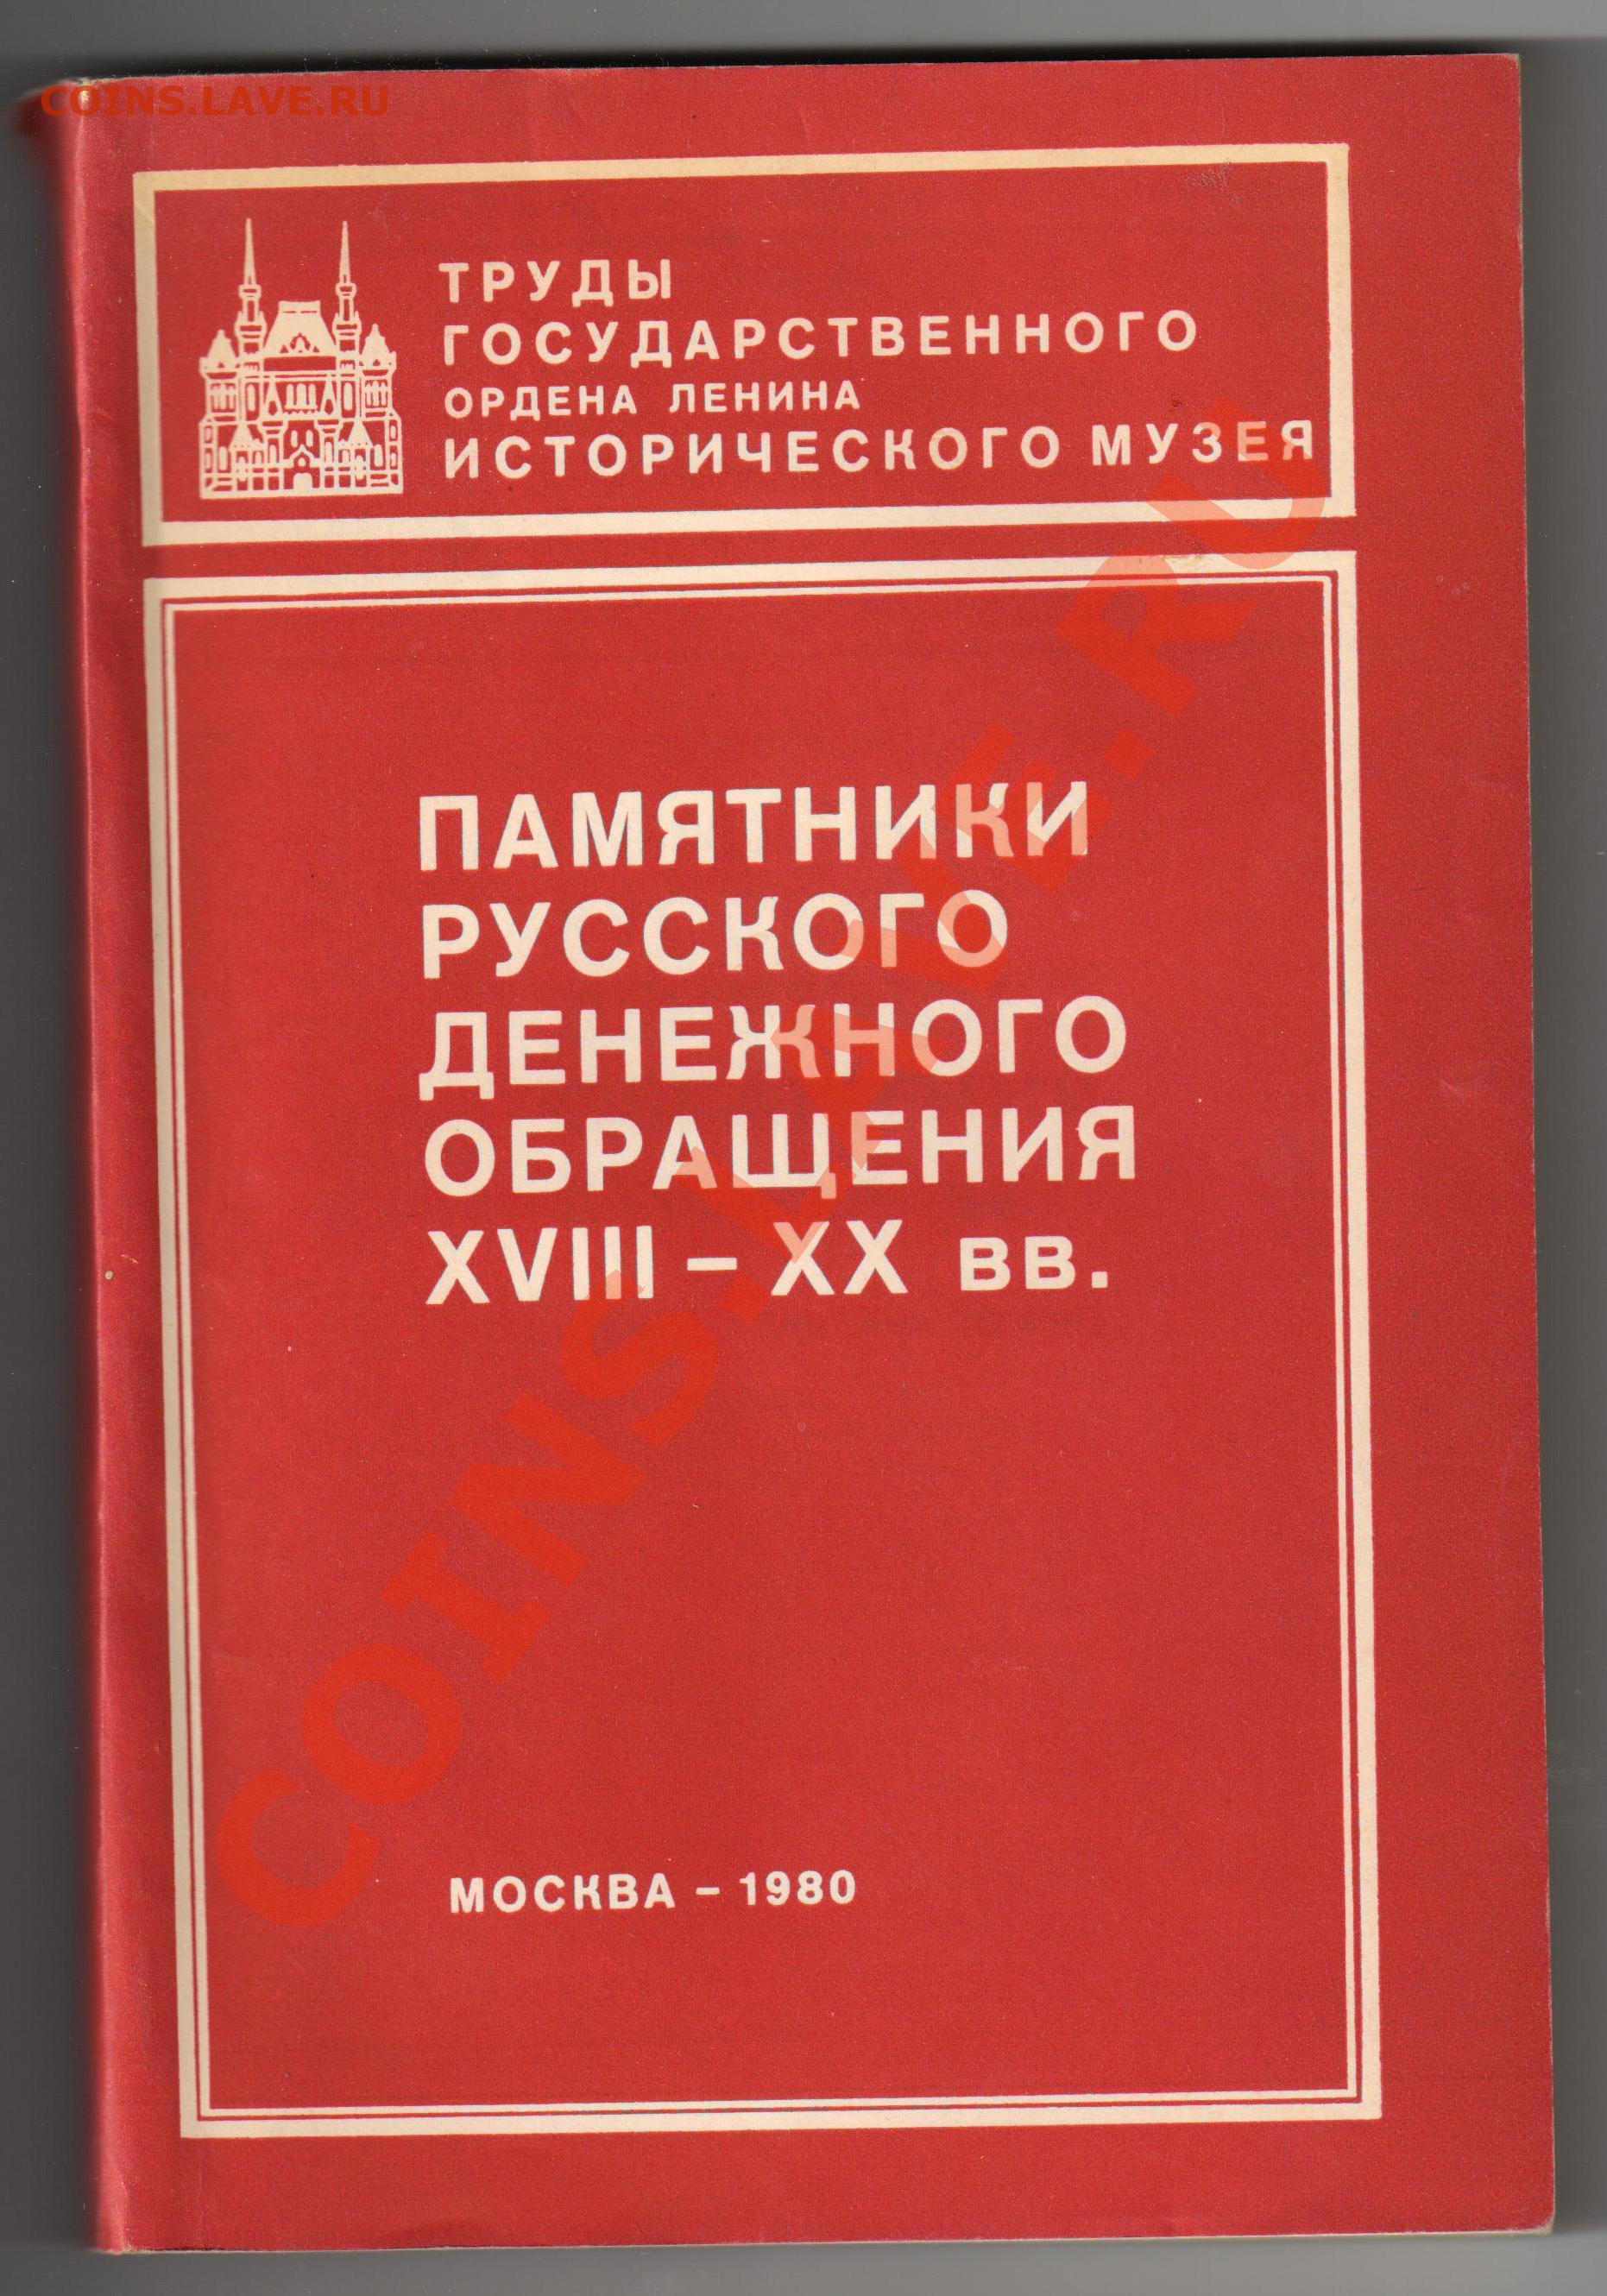 COINS.LAVE.RU
ТРУДЫ
ГОСУДАРСТВЕННОГО
ОРДЕНА ЛЕНИНА
ИСТОРИЧЕСКОГО МУЗЕЯ
ПАМЯТНИКИ
РУССКОГО
ДЕНЕЖНОГО
ОБРАЩЕНИЯ
XVIII – XX вв.
МОСКВА – 1980
COINS.LAVE.RU